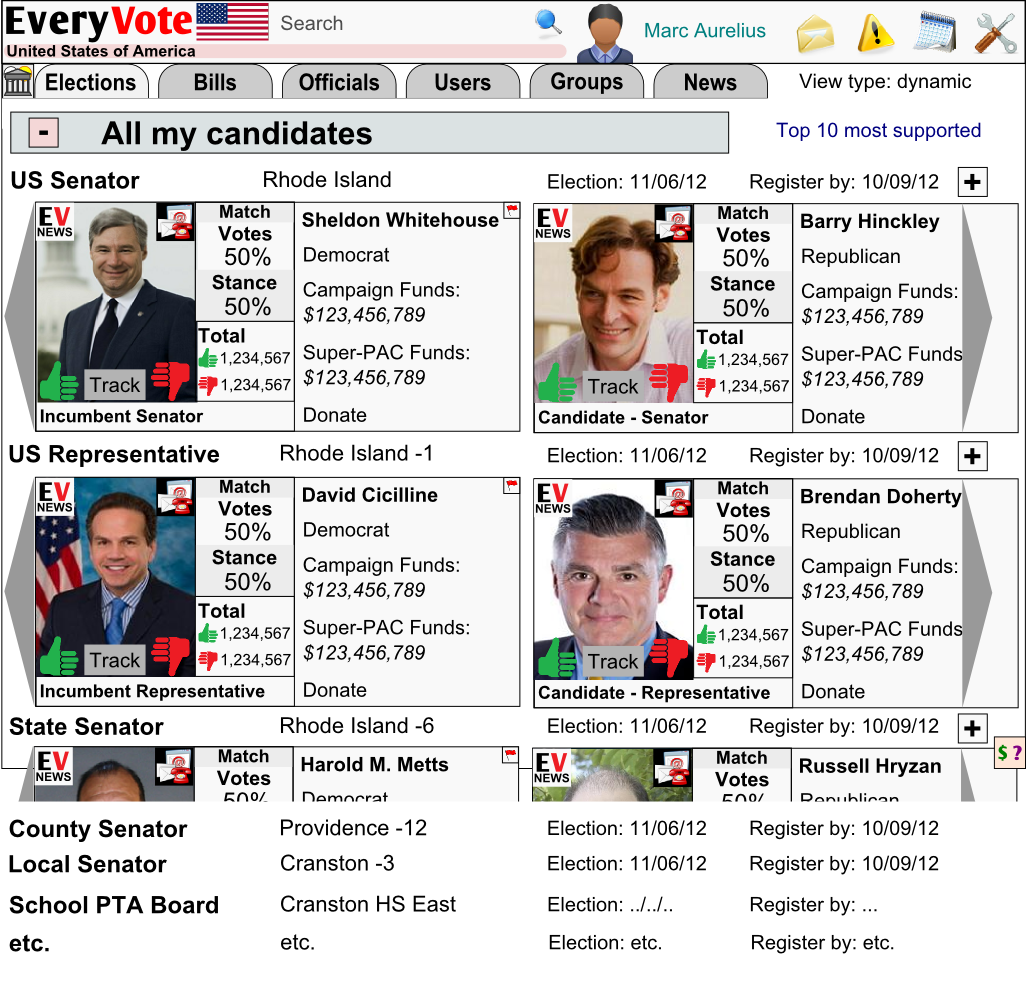 EveryVote Search Marc Aurelius
United States of America
Elections Bills Officials Users Groups News View type: dynamic
- All my candidates Top 10 most supported
US Senator Rhode Island Election: 11/06/12 Register by: 10/09/12 +
EV NEWS
Match
Votes
50%
Stance
50%
Total
1,234,567
1,234,567
Track
Incumbent Senator
Sheldon Whitehouse
Democrat
Campaign Funds:
$123,456,789
Super-PAC Funds:
$123,456,789
Donate
EV NEWS
Match
Votes
50%
Stance
50%
Total
1,234,567
1,234,567
Track
Candidate - Senator
Barry Hinckley
Republican
Campaign Funds:
$123,456,789
Super-PAC Funds
$123,456,789
Donate
US Representative Rhode Island -1 Election: 11/06/12 Register by: 10/09/12 +
EV NEWS
Match
Votes
50%
Stance
50%
Total
1,234,567
1,234,567
Track
Incumbent Representative
David Cicilline
Democrat
Campaign Funds:
$123,456,789
Super-PAC Funds:
$123,456,789
Donate
EV NEWS
Match
Votes
50%
Stance
50%
Total
1,234,567
1,234,567
Track
Candidate - Representative
Brendan Doherty
Republican
Campaign Funds:
$123,456,789
Super-PAC Funds
$123,456,789
Donate
State Senator Rhode Island -6 Election: 11/06/12 Register by: 10/09/12 +
EV NEWS
Match
Votes
50%
Harold M. Metts
Democrat
EV NEWS
Match
Votes
50%
Russell Hryzan
Republican
$ ?
County Senator Providence -12 Election: 11/06/12 Register by: 10/09/12
Local Senator Cranston -3 Election: 11/06/12 Register by: 10/09/12
School PTA Board Cranston HS East Election: ../../.. Register by: ...
etc. etc. Election: etc. Register by: etc.